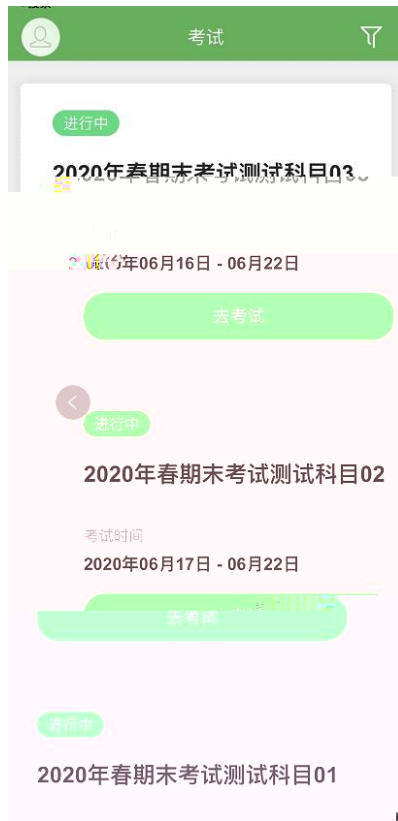 考试
进行中
2020年春期末考试测试科目03
年06月16日 - 06月22日
去考试
进行中
2020年春期末考试测试科目02
考试时间
2020年06月17日 - 06月22日
去考试
进行中
2020年春期末考试测试科目01